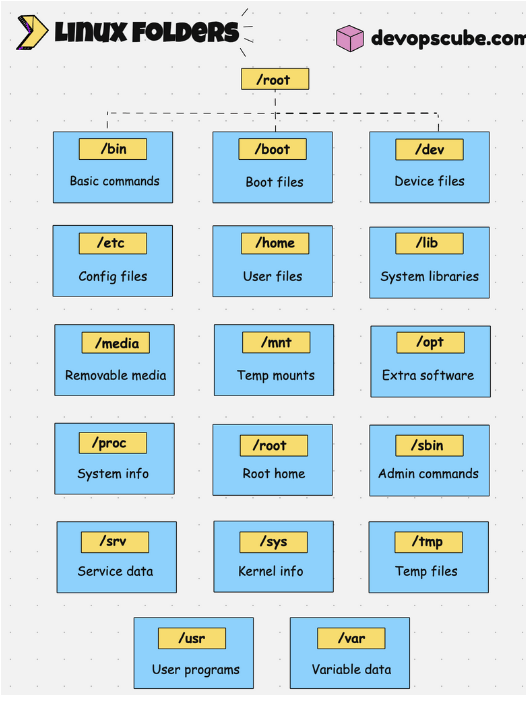 Linux Folders
devopscube.com
/root
/bin
Basic commands
/boot
Boot files
/dev
Device files
/etc
Config files
/home
User files
/lib
System libraries
/media
Removable media
/mnt
Temp mounts
/opt
Extra software
/proc
System info
/root
Root home
/sbin
Admin commands
/srv
Service data
/sys
Kernel info
/tmp
Temp files
/usr
User programs
/var
Variable data